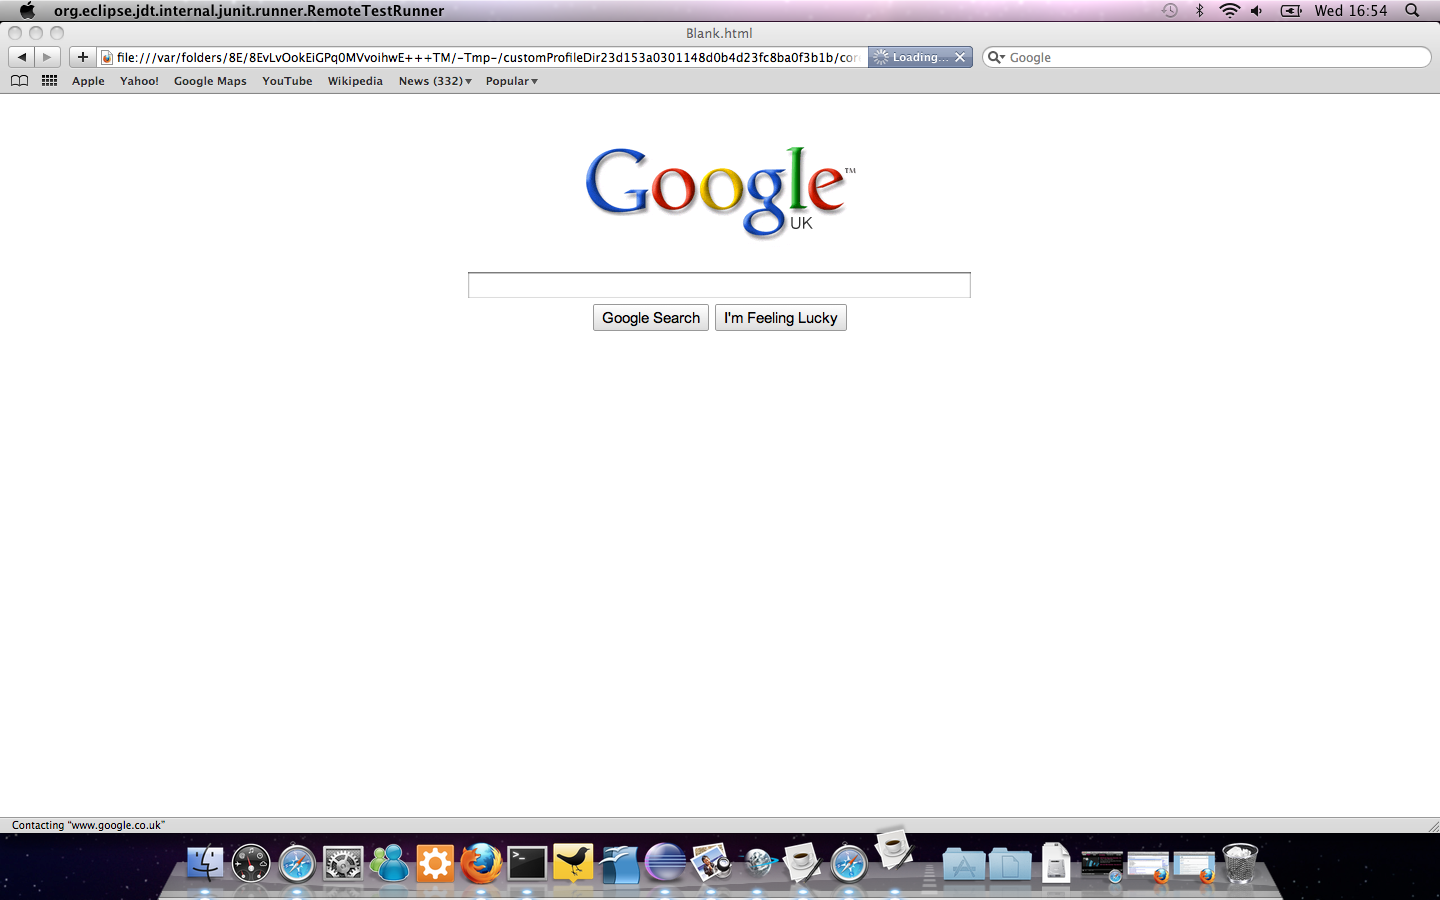 org.eclipse.jdt.internal.junit.runner.RemoteTestRunner
Wed 16:54
Blank.html
file:///var/folders/8E/8EvLvOokEiGPq0MVvoihwE+++TM/-Tmp-/customProfileDir23d153a0301148d0b4d23fc8ba0f3b1b/core
Loading...
Google
Apple Yahoo! Google Maps YouTube Wikipedia News (332) Popular
Google™
UK
Google Search I'm Feeling Lucky
Contacting "www.google.co.uk"